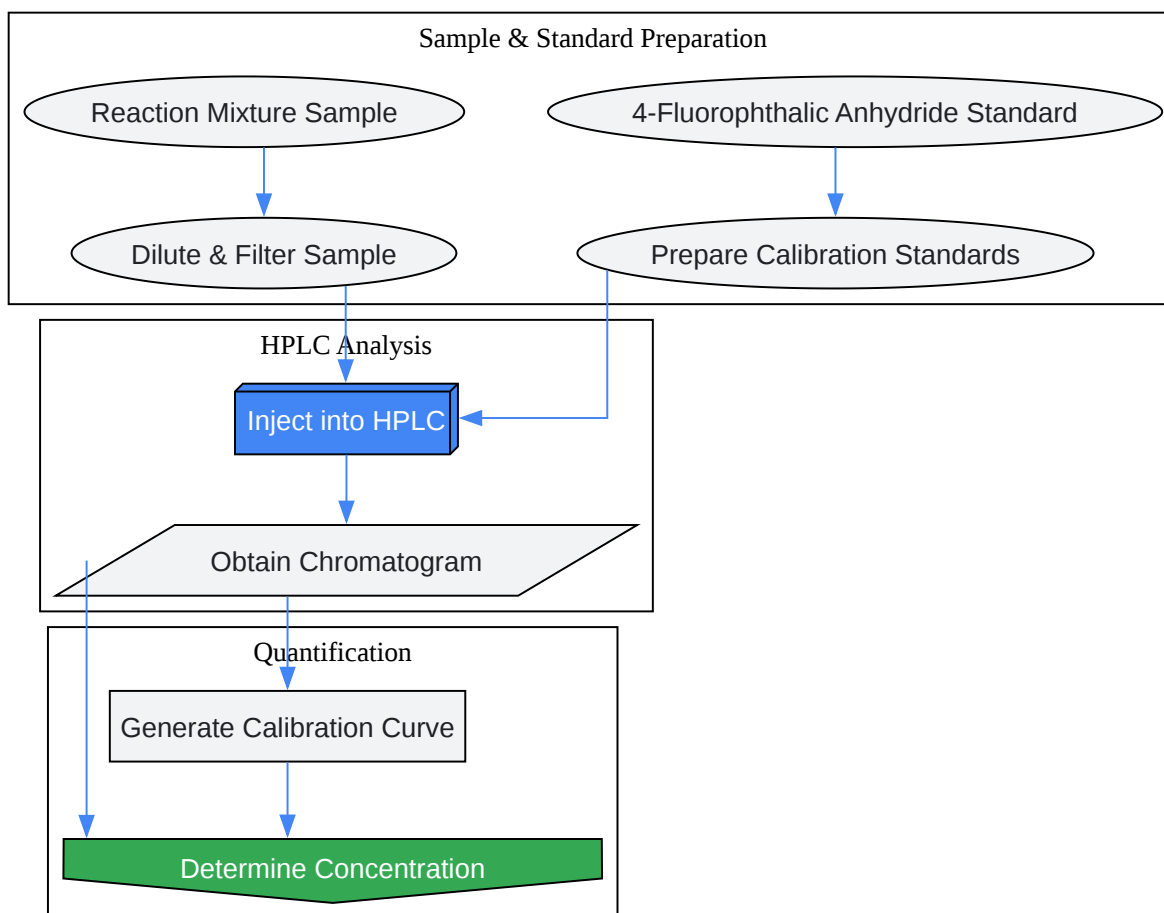 Sample & Standard Preparation
Reaction Mixture Sample
4-Fluorophthalic Anhydride Standard
Dilute & Filter Sample
Prepare Calibration Standards
HPLC Analysis
Inject into HPLC
Obtain Chromatogram
Quantification
Generate Calibration Curve
Determine Concentration